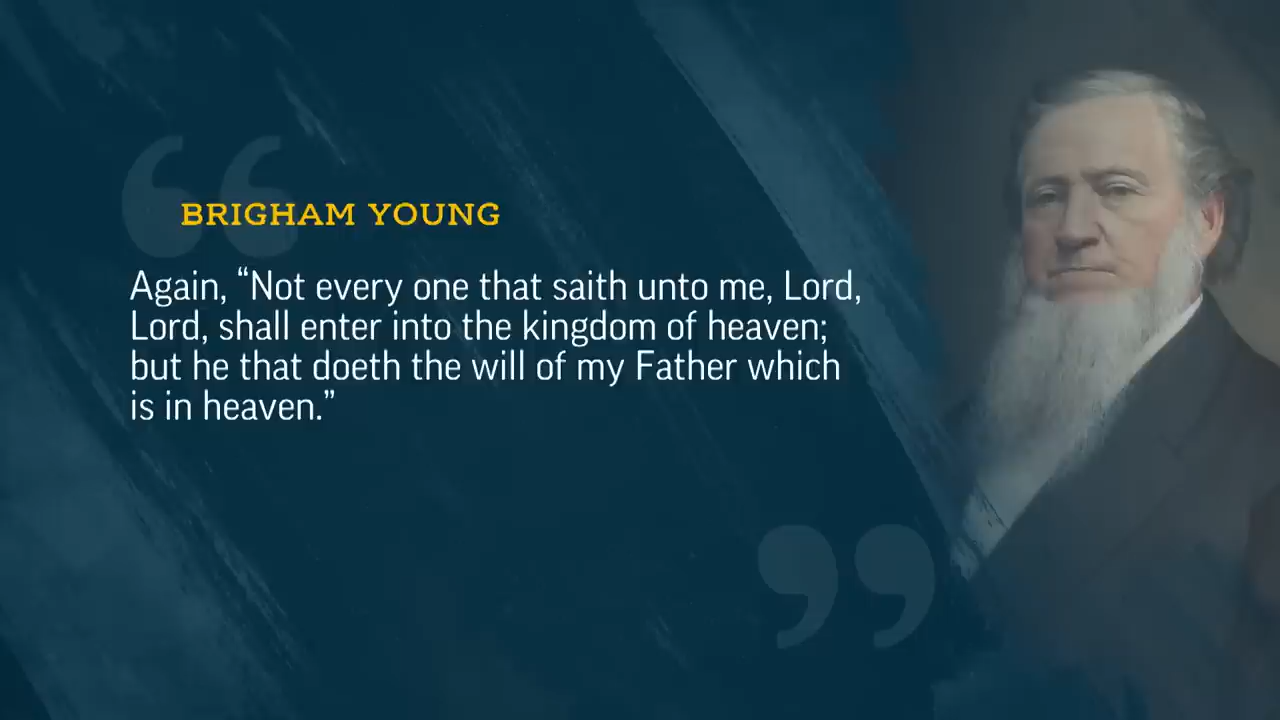 BRIGHAM YOUNG
Again, “Not every one that saith unto me, Lord,
Lord, shall enter into the kingdom of heaven;
but he that doeth the will of my Father which
is in heaven.”